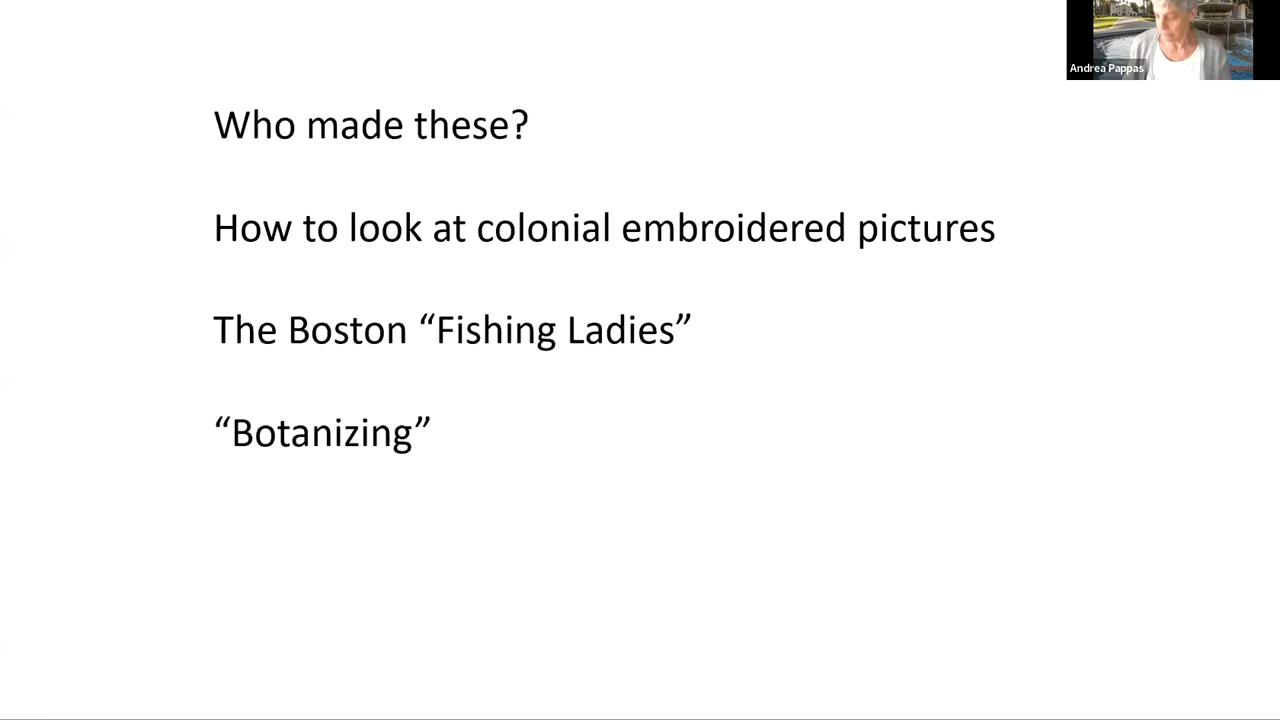 Andrea Pappas
Who made these?
How to look at colonial embroidered pictures
The Boston “Fishing Ladies”
“Botanizing”